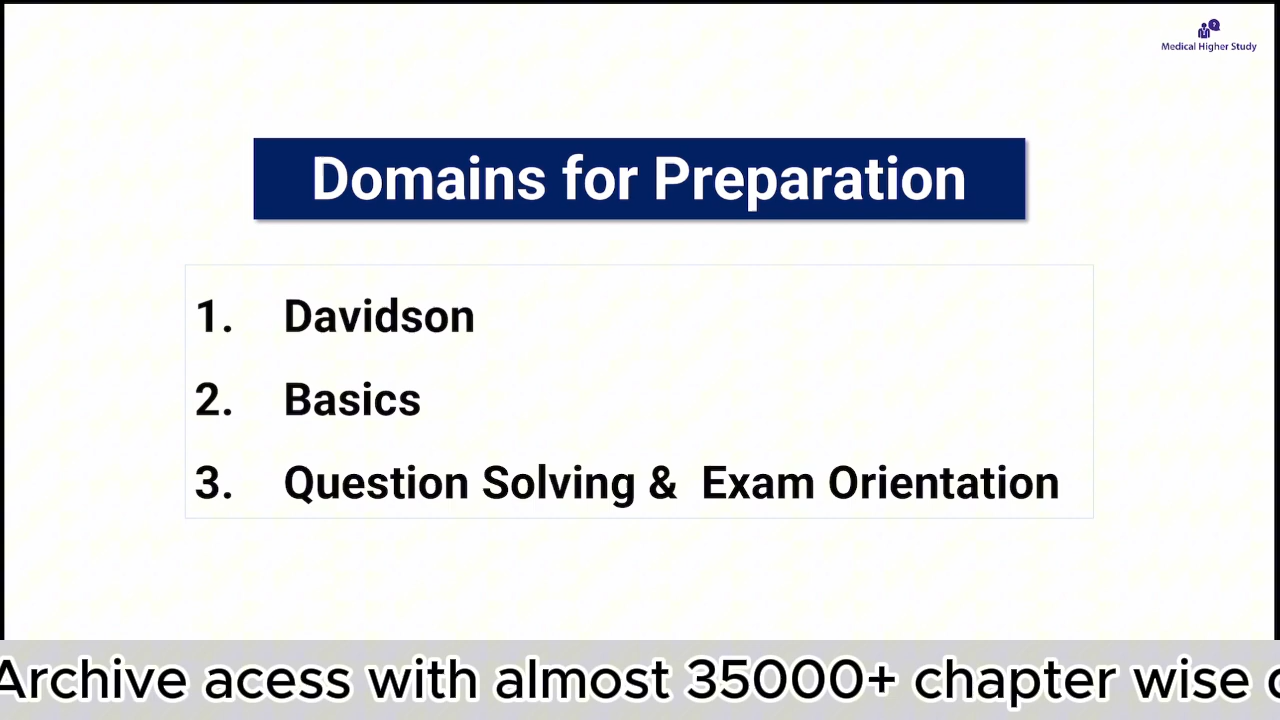 Medical Higher Study
Domains for Preparation
1. Davidson
2. Basics
3. Question Solving & Exam Orientation
Archive acess with almost 35000+ chapter wise